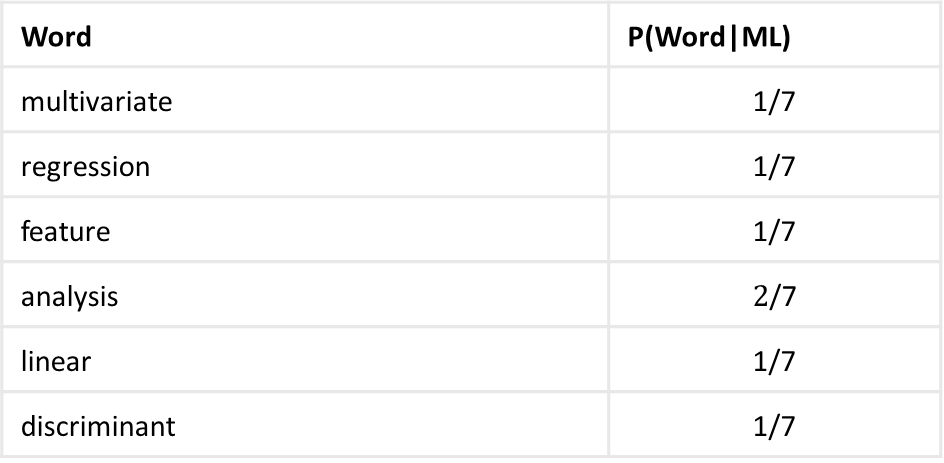 Word P(Word|ML)
multivariate 1/7
regression 1/7
feature 1/7
analysis 2/7
linear 1/7
discriminant 1/7